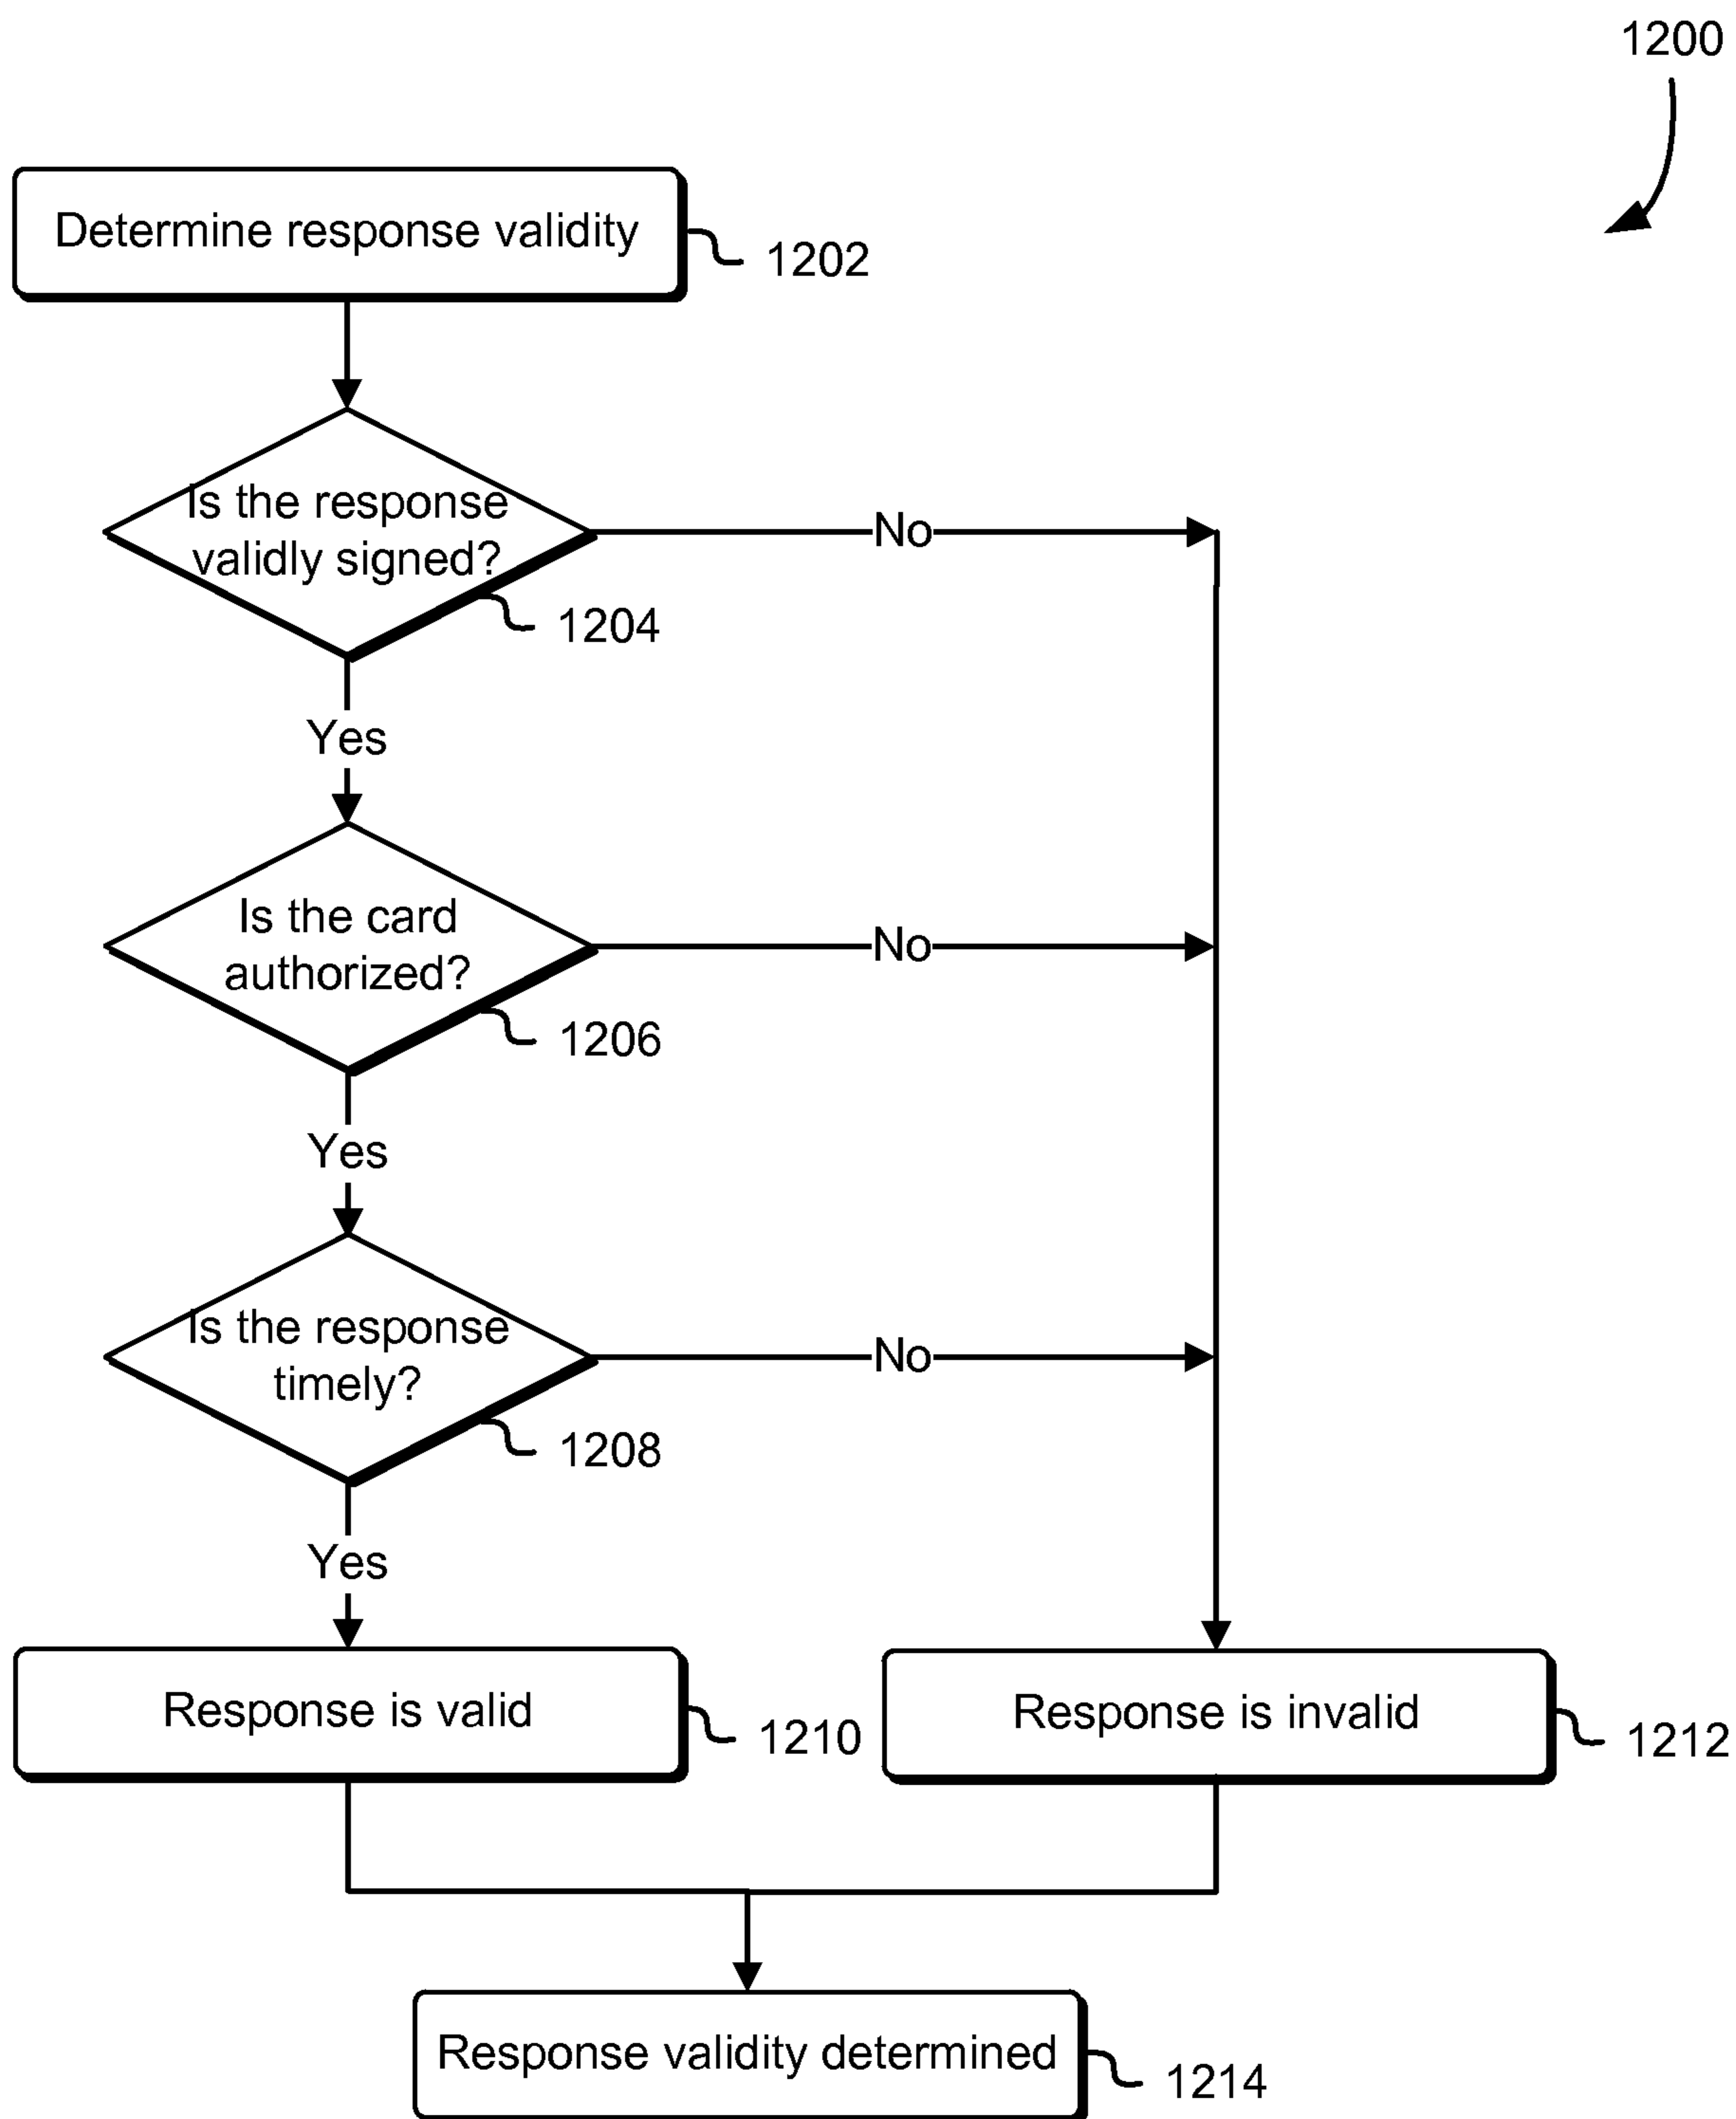 1200
Determine response validity
1202
Is the response
validly signed?
No
1204
Yes
Is the card
authorized?
No
1206
Yes
Is the response
timely?
No
1208
Yes
Response is valid
1210
Response is invalid
1212
Response validity determined
1214